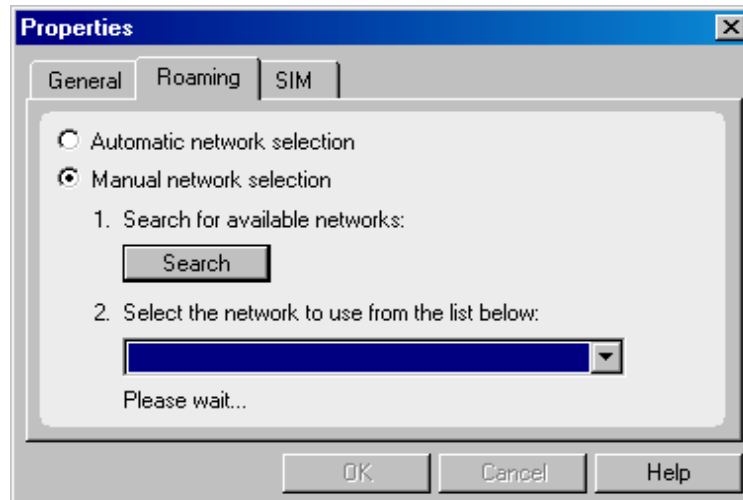 Properties
General Roaming SIM
Automatic network selection
Manual network selection
1. Search for available networks:
Search
2. Select the network to use from the list below:
Please wait...
OK Cancel Help